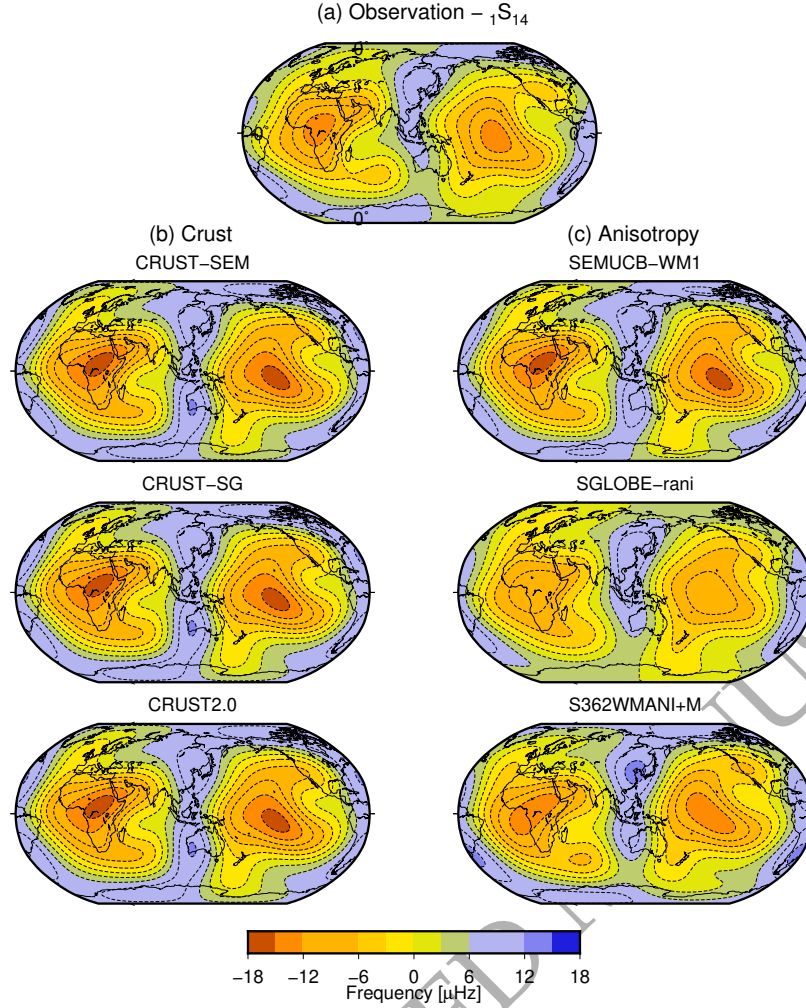 (a) Observation − ₁S₁₄
0°
0°
0°
0°
(b) Crust
(c) Anisotropy
CRUST−SEM
SEMUCB−WM1
CRUST−SG
SGLOBE−rani
CRUST2.0
S362WMANI+M
−18 −12 −6 0 6 12 18
Frequency [μHz]